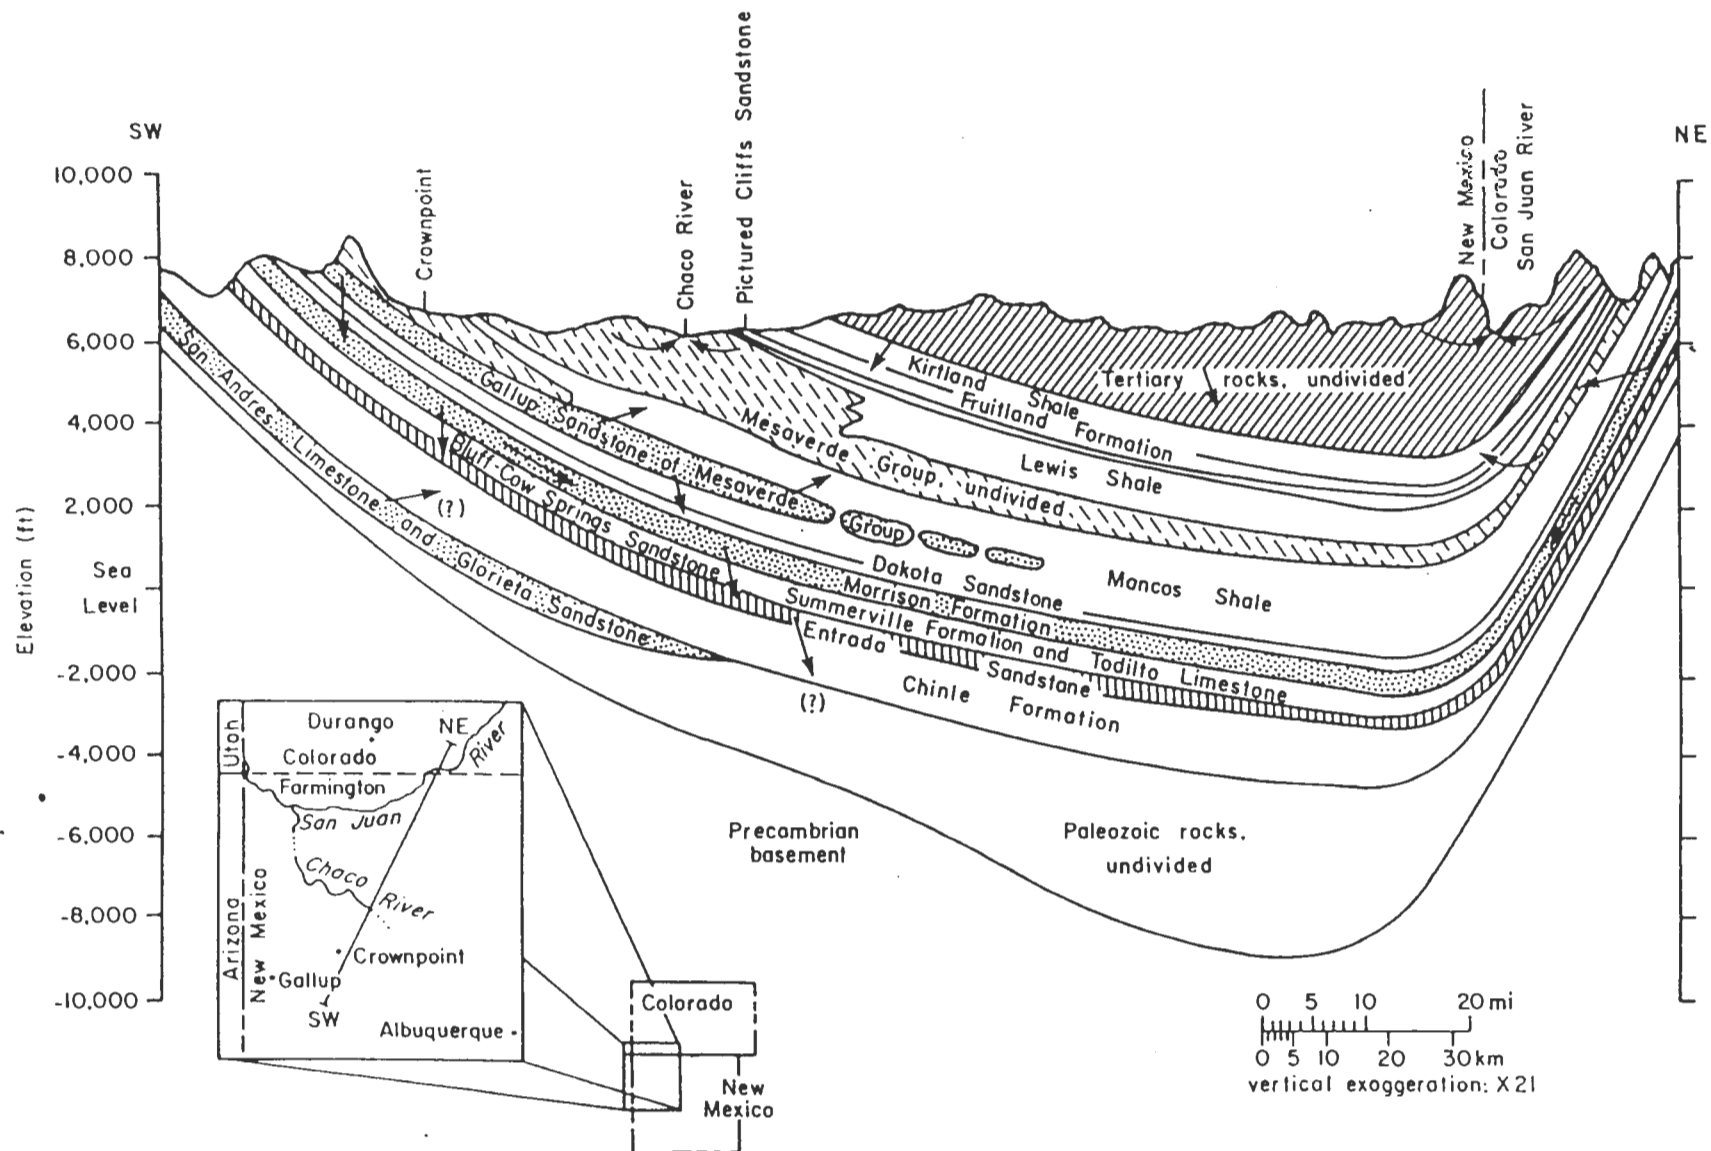 SW
NE
Crownpoint
Chaco River
Pictured Cliffs Sandstone
New Mexico
Colorado
San Juan River
Elevation (ft)
10,000
8,000
6,000
4,000
2,000
Sea
Level
-2,000
-4,000
-6,000
-8,000
-10,000
Kirtland
Shale
Tertiary rocks, undivided
Fruitland Formation
Lewis Shale
Mesaverde Group, undivided
Gallup Sandstone of Mesaverde
Group
Mancos Shale
Dakota Sandstone
Morrison Formation
Bluff-Cow Springs Sandstone
Summerville Formation and Todilto Limestone
Entrada
Sandstone
San Andres Limestone and Glorieta Sandstone
(?)
(?)
Chinle Formation
Precambrian
basement
Paleozoic rocks,
undivided
Utah
Durango
NE
Colorado
River
Farmington
San Juan
Chaco
River
Arizona
New Mexico
Crownpoint
Gallup
SW
Albuquerque
Colorado
New
Mexico
0 5 10 20 mi
0 5 10 20 30 km
vertical exaggeration: X 21